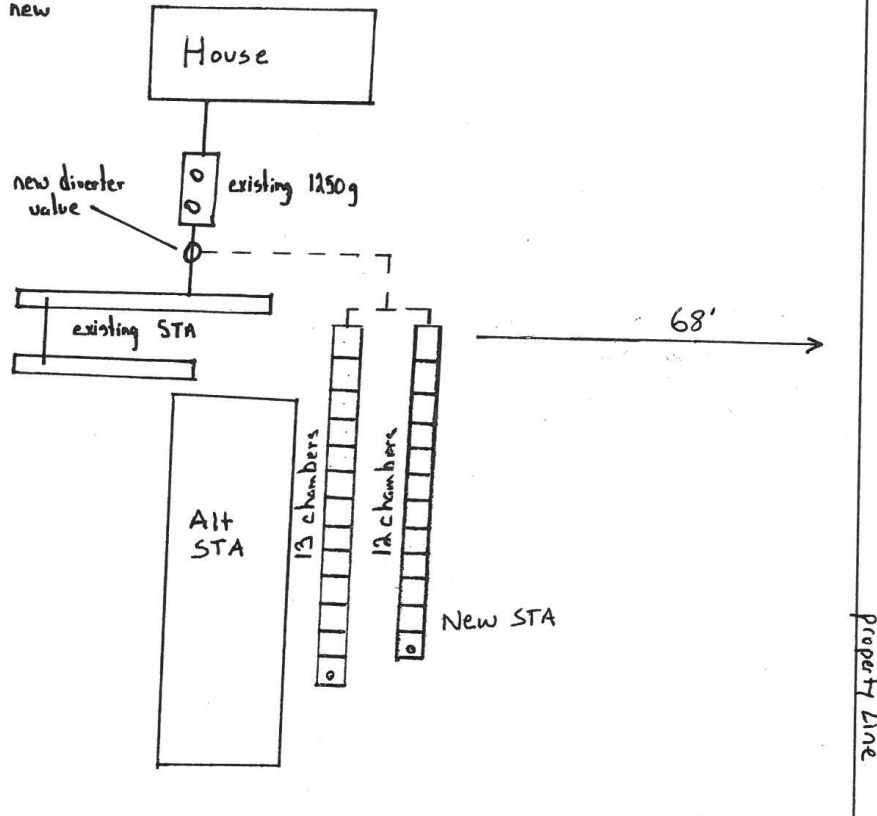 new
House
new diverter
value
existing 1250g
existing STA
68'
13 chambers
12 chambers
Alt
STA
New STA
property Line